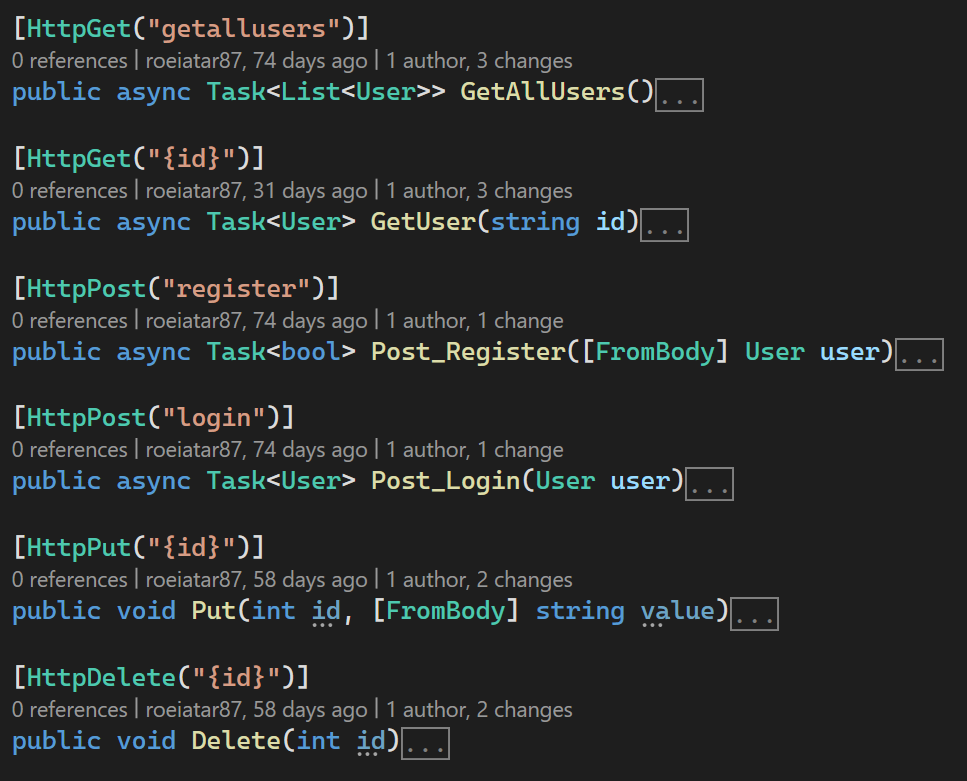 [HttpGet("getallusers")]
0 references | roeiatar87, 74 days ago | 1 author, 3 changes
public async Task<List<User>> GetAllUsers()...
[HttpGet("{id}")]
0 references | roeiatar87, 31 days ago | 1 author, 3 changes
public async Task<User> GetUser(string id)...
[HttpPost("register")]
0 references | roeiatar87, 74 days ago | 1 author, 1 change
public async Task<bool> Post_Register([FromBody] User user)...
[HttpPost("login")]
0 references | roeiatar87, 74 days ago | 1 author, 1 change
public async Task<User> Post_Login(User user)...
[HttpPut("{id}")]
0 references | roeiatar87, 58 days ago | 1 author, 2 changes
public void Put(int id, [FromBody] string value)...
[HttpDelete("{id}")]
0 references | roeiatar87, 58 days ago | 1 author, 2 changes
public void Delete(int id)...